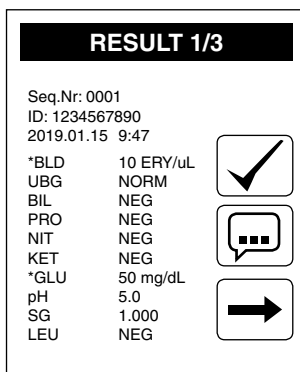 RESULT 1/3
Seq.Nr: 0001
ID: 1234567890
2019.01.15 9:47
*BLD 10 ERY/uL
UBG NORM
BIL NEG
PRO NEG
NIT NEG
KET NEG
*GLU 50 mg/dL
pH 5.0
SG 1.000
LEU NEG